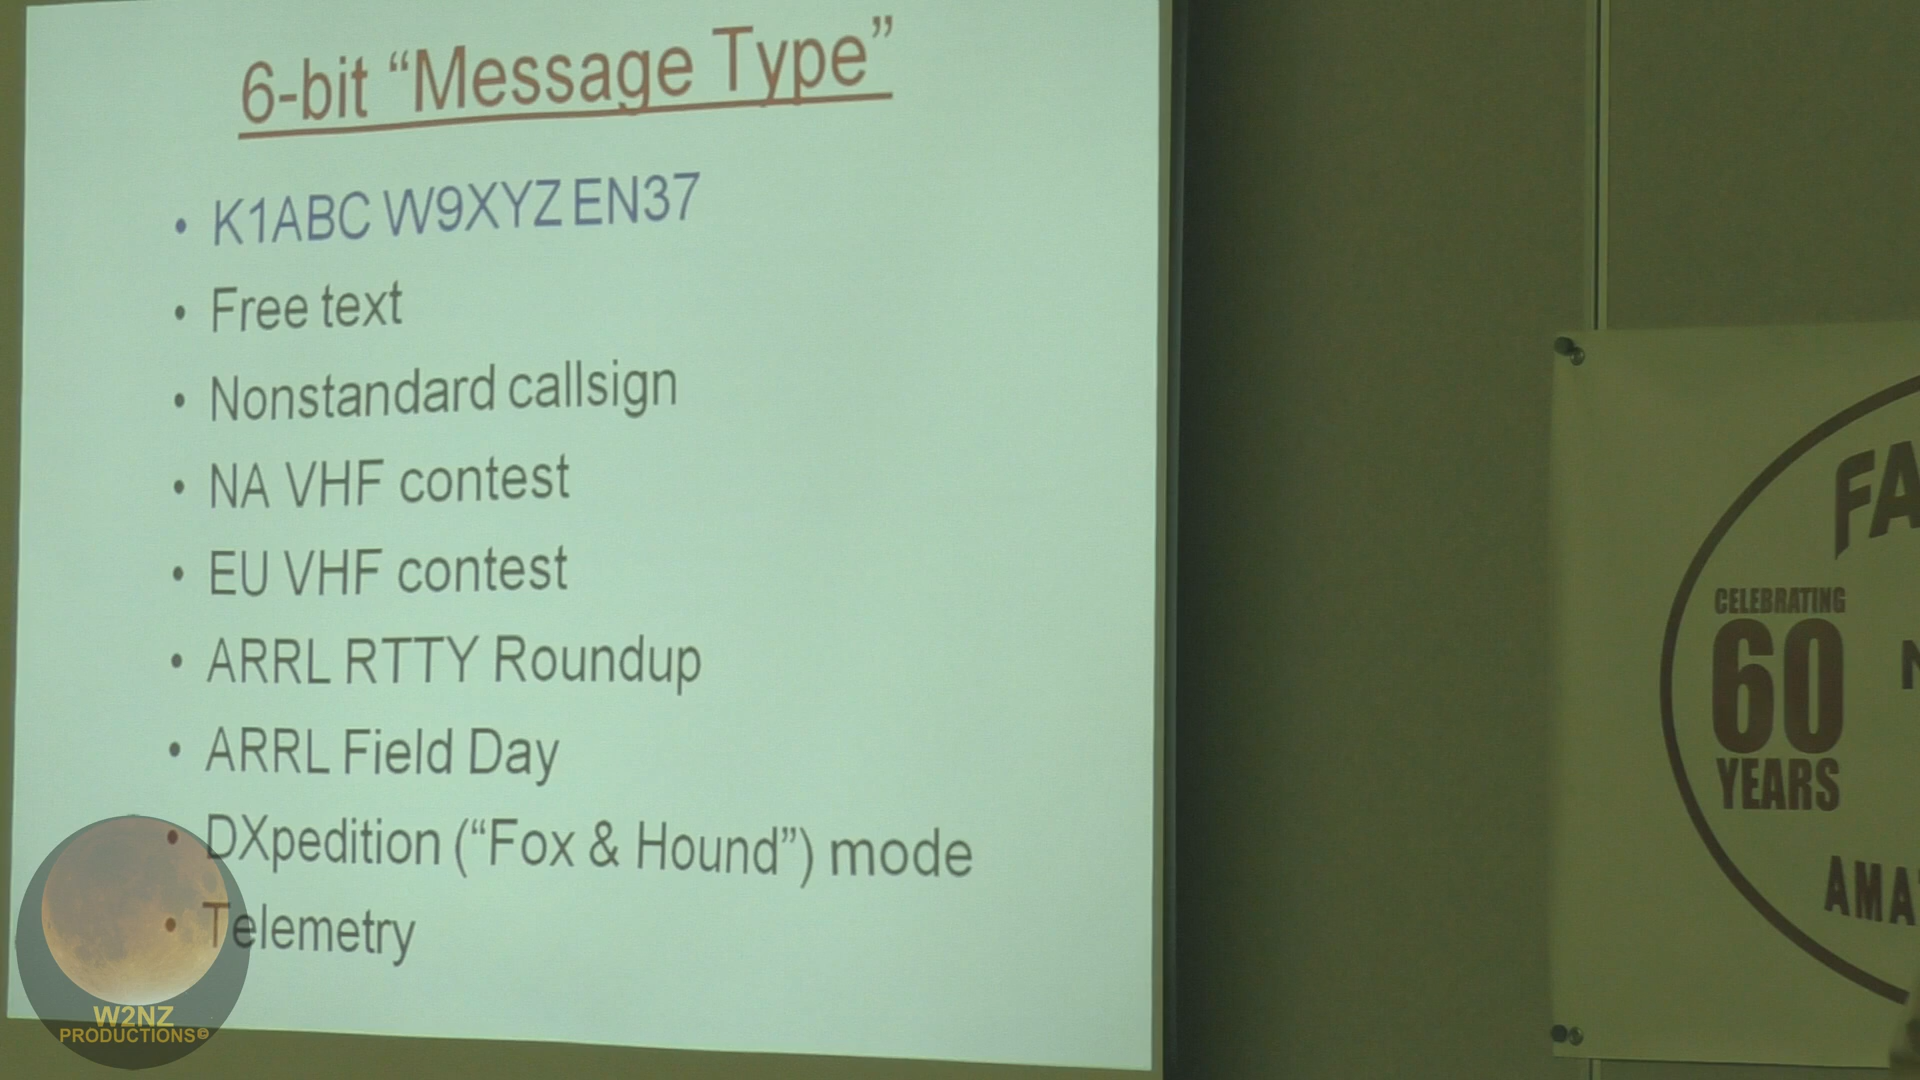 6-bit “Message Type”
• K1ABC W9XYZ EN37
• Free text
• Nonstandard callsign
• NA VHF contest
• EU VHF contest
• ARRL RTTY Roundup
• ARRL Field Day
• DXpedition (“Fox & Hound”) mode
• Telemetry
W2NZ
PRODUCTIONS©
CELEBRATING
60
YEARS